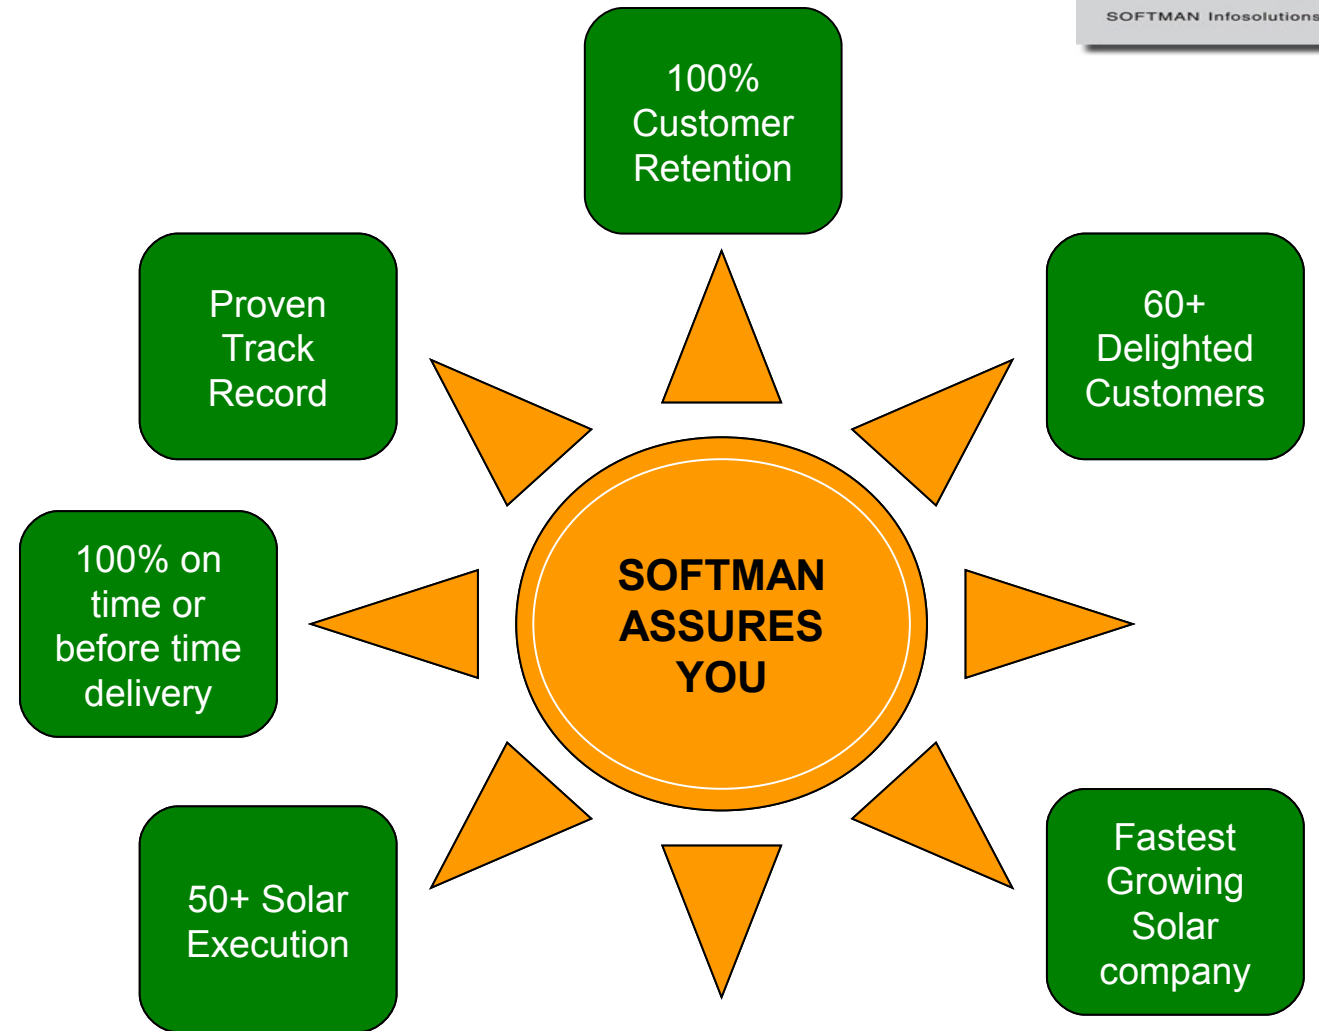 SOFTMAN Infosolutions
100%
Customer
Retention
Proven
Track
Record
60+
Delighted
Customers
100% on
time or
before time
delivery
SOFTMAN
ASSURES
YOU
50+ Solar
Execution
Fastest
Growing
Solar
company